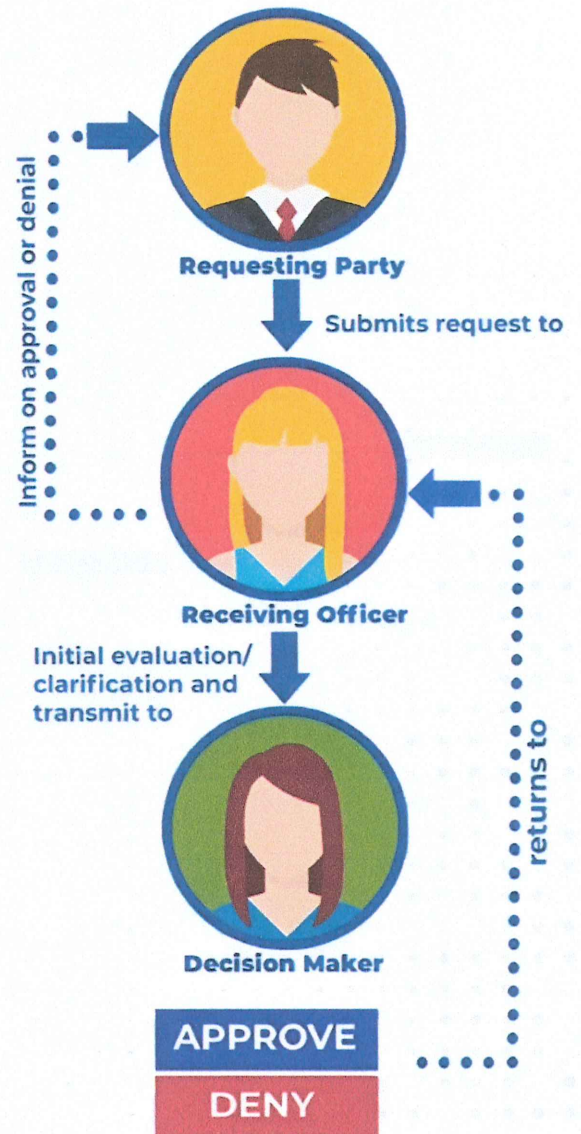 Requesting Party
Submits request to
Inform on approval or denial
Receiving Officer
Initial evaluation/
clarification and
transmit to
returns to
Decision Maker
APPROVE
DENY